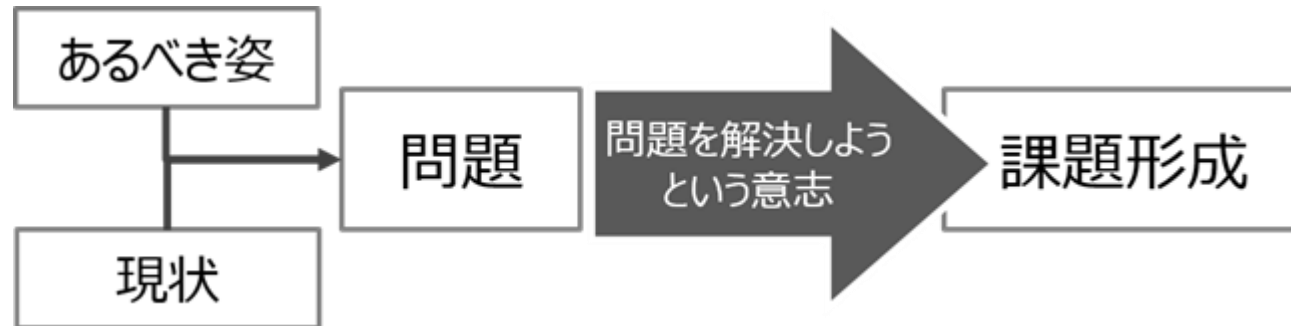 あるべき姿
現状
問題
問題を解決しよう
という意志
課題形成